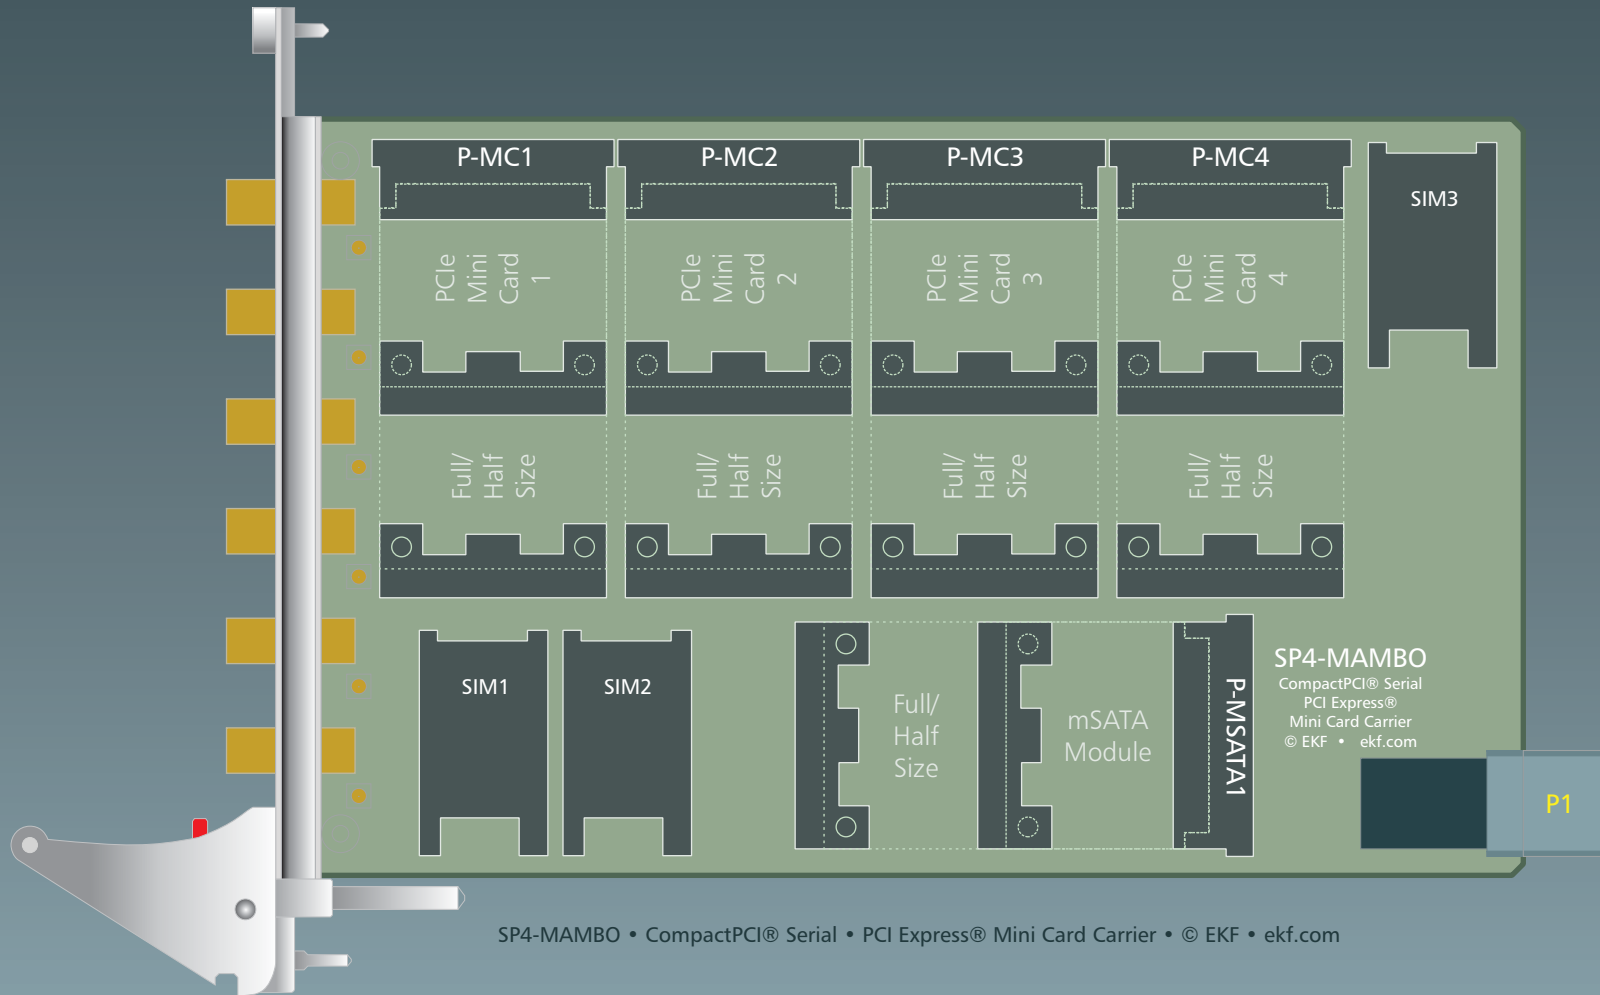 P-MC1
P-MC2
P-MC3
P-MC4
SIM3
PCIe
Mini
Card
1
PCIe
Mini
Card
2
PCIe
Mini
Card
3
PCIe
Mini
Card
4
Full/
Half
Size
Full/
Half
Size
Full/
Half
Size
Full/
Half
Size
SIM1
SIM2
Full/
Half
Size
mSATA
Module
P-MSATA1
SP4-MAMBO
CompactPCI® Serial
PCI Express®
Mini Card Carrier
© EKF • ekf.com
P1
SP4-MAMBO • CompactPCI® Serial • PCI Express® Mini Card Carrier • © EKF • ekf.com